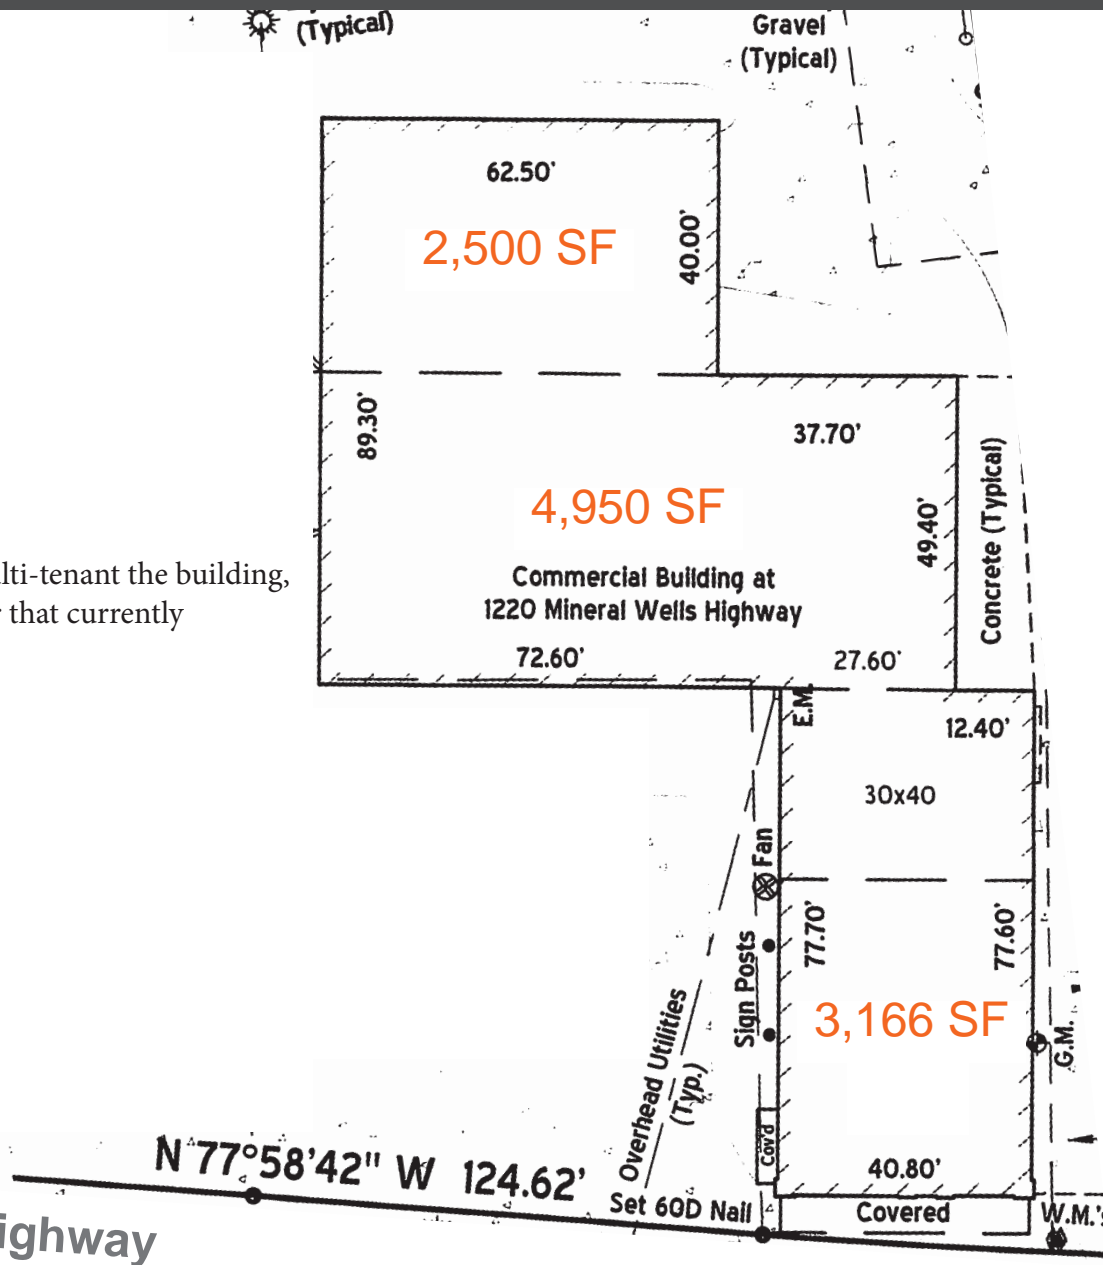 (Typical)
Gravel
(Typical)
62.50'
2,500 SF
40.00'
89.30'
37.70'
4,950 SF
49.40'
Concrete (Typical)
Commercial Building at
1220 Mineral Wells Highway
lti-tenant the building,
that currently
72.60'
27.60'
E.M.
12.40'
30x40
Fan
77.70'
77.60'
Sign Posts
3,166 SF
Overhead Utilities
(Typ.)
G.M.
Cov'd
N 77°58'42" W 124.62'
40.80'
Set 60D Nail
Covered
W.M.'s
ighway